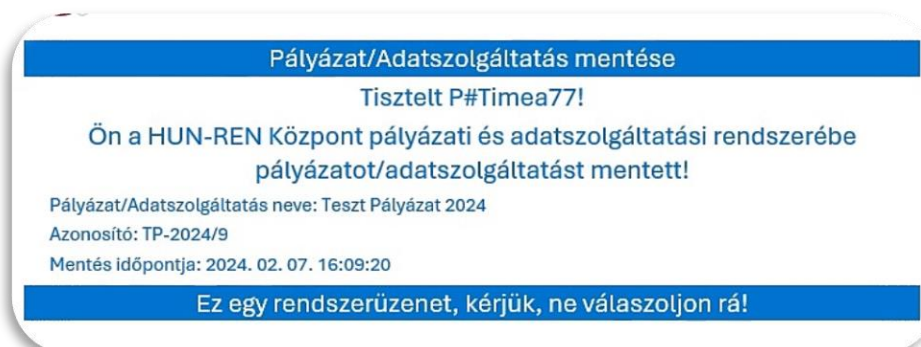 Pályázat/Adatszolgáltatás mentése
Tisztelt P#Timea77!
Ön a HUN-REN Központ pályázati és adatszolgáltatási rendszerébe
pályázatot/adatszolgáltatást mentett!
Pályázat/Adatszolgáltatás neve: Teszt Pályázat 2024
Azonosító: TP-2024/9
Mentés időpontja: 2024. 02. 07. 16:09:20
Ez egy rendszerüzenet, kérjük, ne válaszoljon rá!